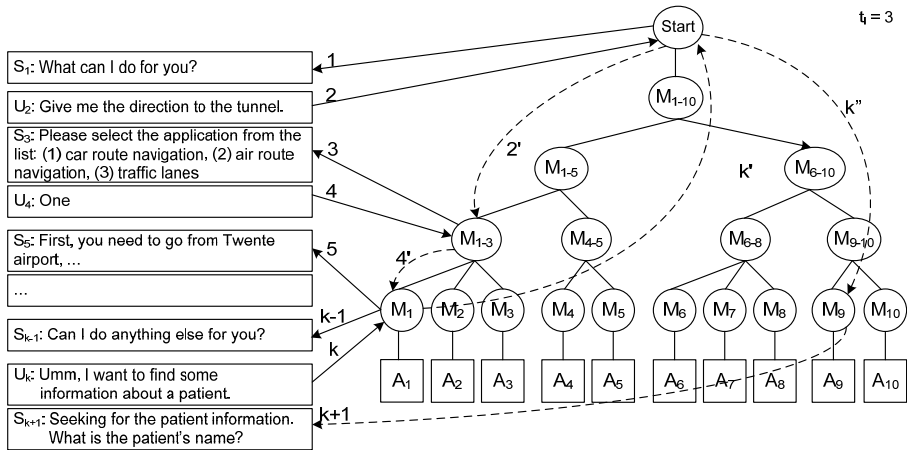 tᵢ = 3
Start
S₁: What can I do for you?
1
U₂: Give me the direction to the tunnel.
2
M₁₋₁₀
k"
S₃: Please select the application from the
list: (1) car route navigation, (2) air route
navigation, (3) traffic lanes
3
2'
M₁₋₅
k'
M₆₋₁₀
U₄: One
4
S₅: First, you need to go from Twente
airport, ...
5
4'
M₁₋₃
M₄₋₅
M₆₋₈
M₉₋₁₀
...
M₁
M₂
M₃
M₄
M₅
M₆
M₇
M₈
M₉
M₁₀
Sₖ₋₁: Can I do anything else for you?
k-1
k
Uₖ: Umm, I want to find some
information about a patient.
A₁
A₂
A₃
A₄
A₅
A₆
A₇
A₈
A₉
A₁₀
Sₖ₊₁: Seeking for the patient information.
What is the patient's name?
k+1